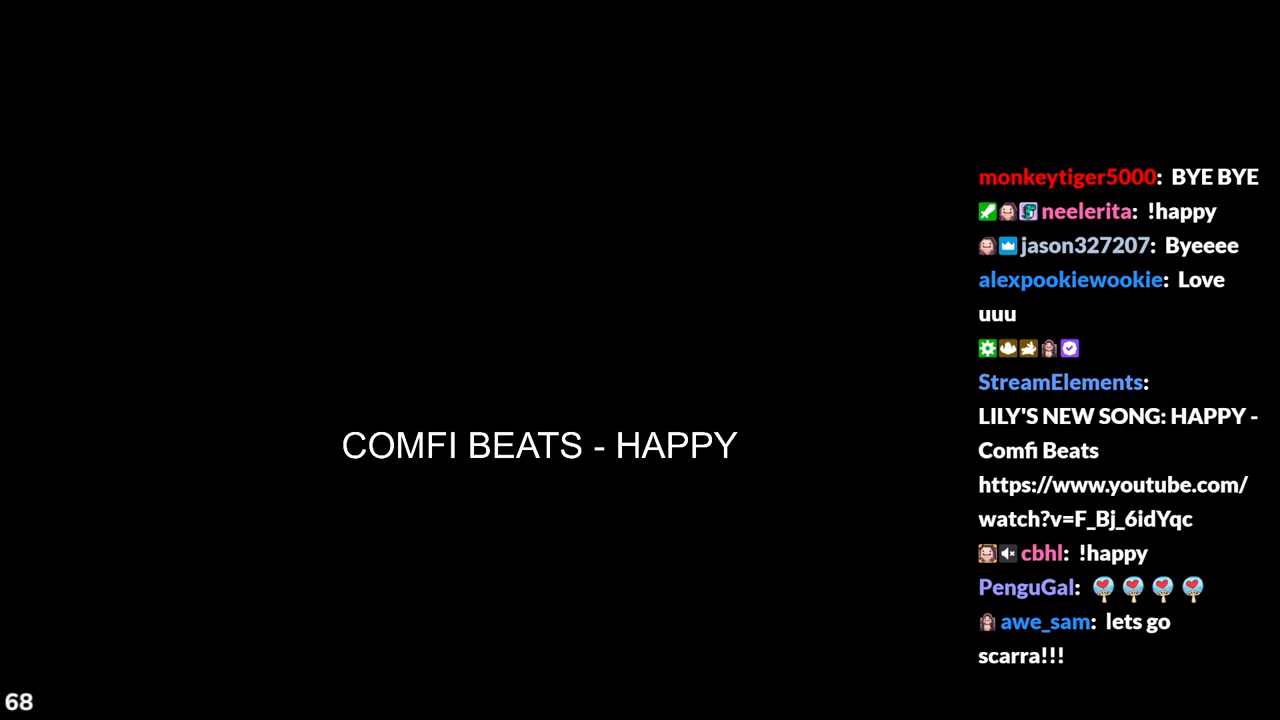 monkeytiger5000: BYE BYE
neelerita: !happy
jason327207: Byeeee
alexpookiewookie: Love
uuu
StreamElements:
LILY'S NEW SONG: HAPPY -
Comfi Beats
https://www.youtube.com/
watch?v=F_Bj_6idYqc
cbhl: !happy
PenguGal:
awe_sam: lets go
scarra!!!
COMFI BEATS - HAPPY
68